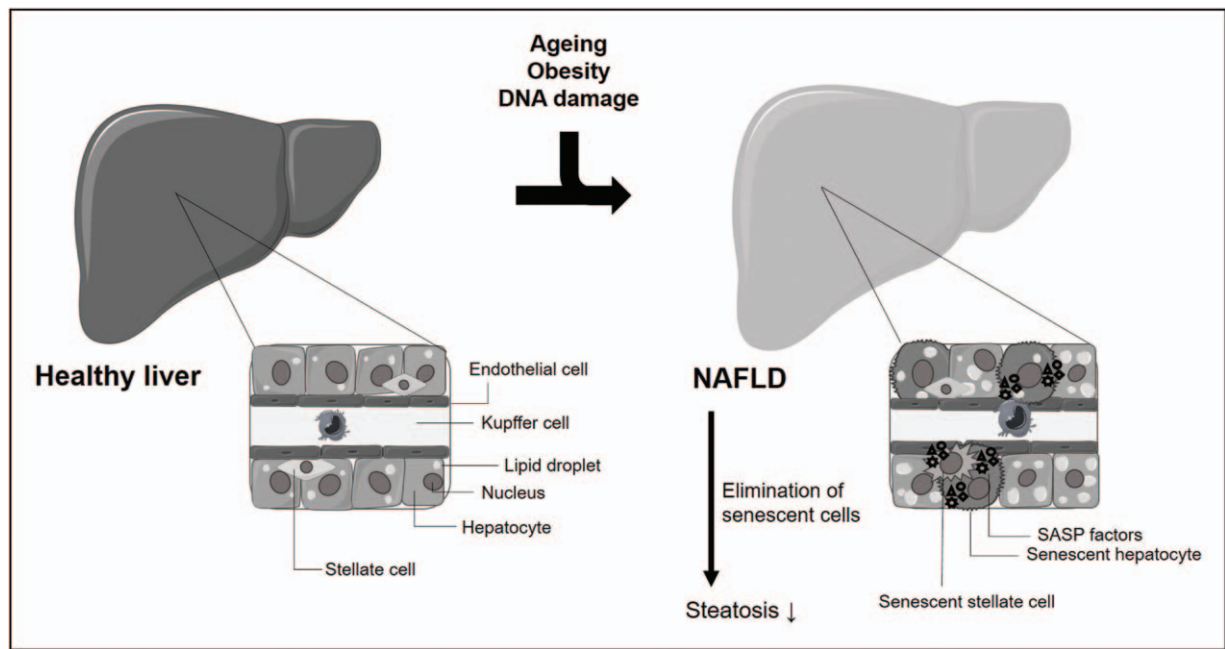 Ageing
Obesity
DNA damage
Healthy liver
Endothelial cell
Kupffer cell
Lipid droplet
Nucleus
Hepatocyte
Stellate cell
NAFLD
Elimination of
senescent cells
Steatosis ↓
SASP factors
Senescent hepatocyte
Senescent stellate cell